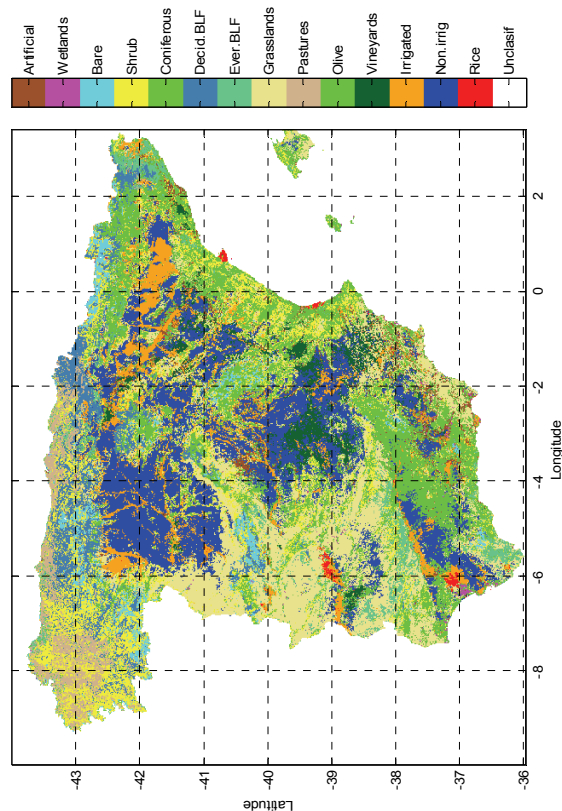 Artificial
Wetlands
Bare
Shrub
Coniferous
Decid.BLF
Ever.BLF
Grasslands
Pastures
Olive
Vineyards
Irrigated
Non.irrig
Rice
Unclasif
-43
-42
-41
-40
-39
-38
-37
-36
Latitude
-8
-6
-4
-2
0
2
Longitude